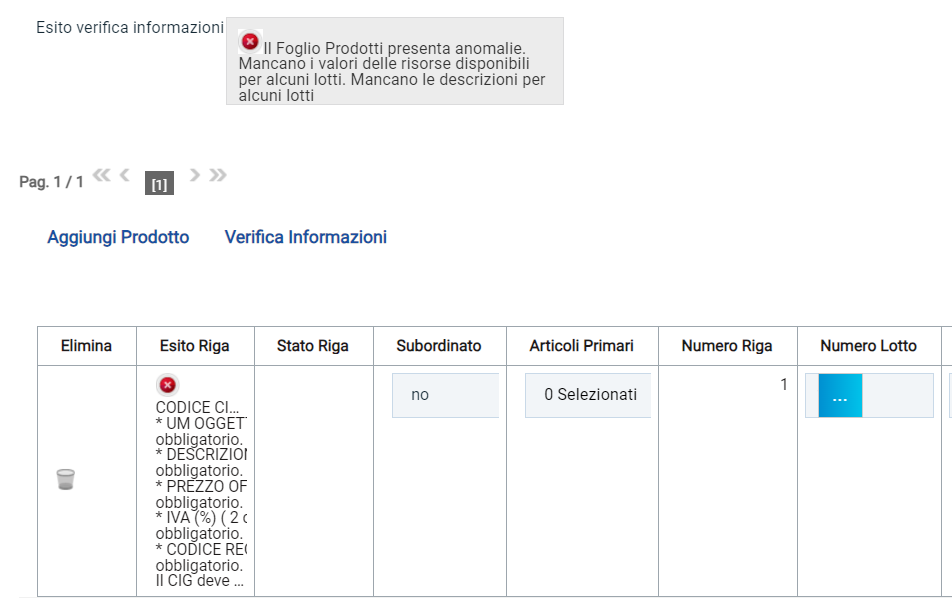 Esito verifica informazioni
Il Foglio Prodotti presenta anomalie.
Mancano i valori delle risorse disponibili
per alcuni lotti. Mancano le descrizioni per
alcuni lotti
Pag. 1 / 1 [1]
Aggiungi Prodotto Verifica Informazioni
Elimina Esito Riga Stato Riga Subordinato Articoli Primari Numero Riga Numero Lotto
no 0 Selezionati 1 ...
CODICE CI...
* UM OGGET
obbligatorio.
* DESCRIZIO
obbligatorio.
* PREZZO OF
obbligatorio.
* IVA (%) ( 2
obbligatorio.
* CODICE RE
obbligatorio.
Il CIG deve ...